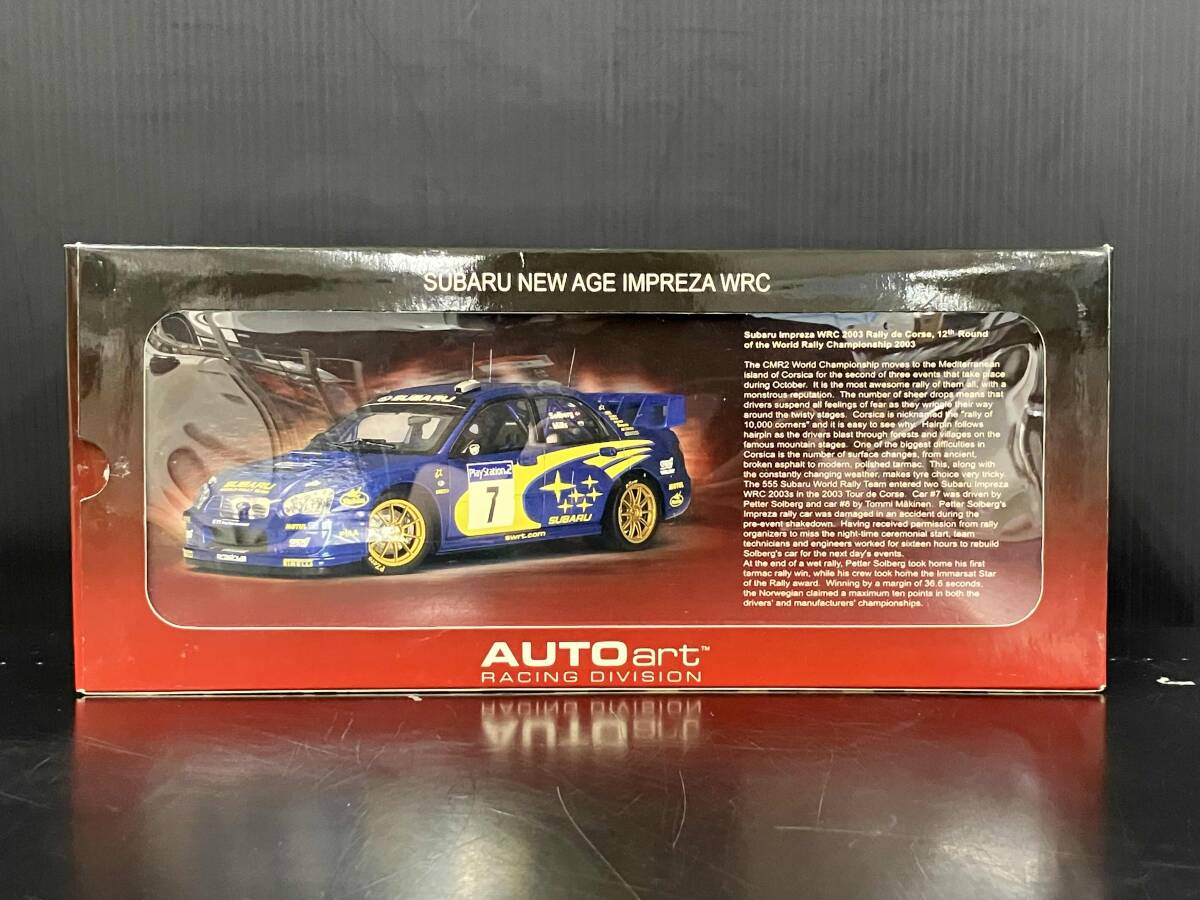 SUBARU NEW AGE IMPREZA WRC
Subaru Impreza WRC 2003 Rally de Corse, 12th Round
of the World Rally Championship 2003
The CMR2 World Championship moves to the Mediterranean
island of Corsica for the second of three events that take place
during October. It is the most awesome rally of them all, with a
monstrous reputation. The number of sheer drops means that
drivers suspend all feelings of fear as they wriggle their way
around the twisty stages. Corsica is nicknamed the "rally of
10,000 corners" and it is easy to see why. Hairpin follows
hairpin as the drivers blast through forests and villages on the
famous mountain stages. One of the biggest difficulties in
Corsica is the number of surface changes, from ancient,
broken asphalt to modern, polished tarmac. This, along with
the constantly changing weather, makes tyre choice very tricky.
The 555 Subaru World Rally Team entered two Subaru Impreza
WRC 2003s in the 2003 Tour de Corse. Car #7 was driven by
Petter Solberg and car #8 by Tommi Mäkinen. Petter Solberg's
Impreza rally car was damaged in an accident during the
pre-event shakedown. Having received permission from rally
organizers to miss the night-time ceremonial start, team
technicians and engineers worked for sixteen hours to rebuild
Solberg's car for the next day's events.
At the end of a wet rally, Petter Solberg took home his first
tarmac rally win, while his crew took home the Immarsat Star
of the Rally award. Winning by a margin of 36.6 seconds,
the Norwegian claimed a maximum ten points in both the
drivers' and manufacturers' championships.
SUBARU
Solberg
Mills
PlayStation.2
7
SUBARU
swrt.com
SUBARU
MOTUL
PIAA
PIRELLI
AUTOart™
RACING DIVISION